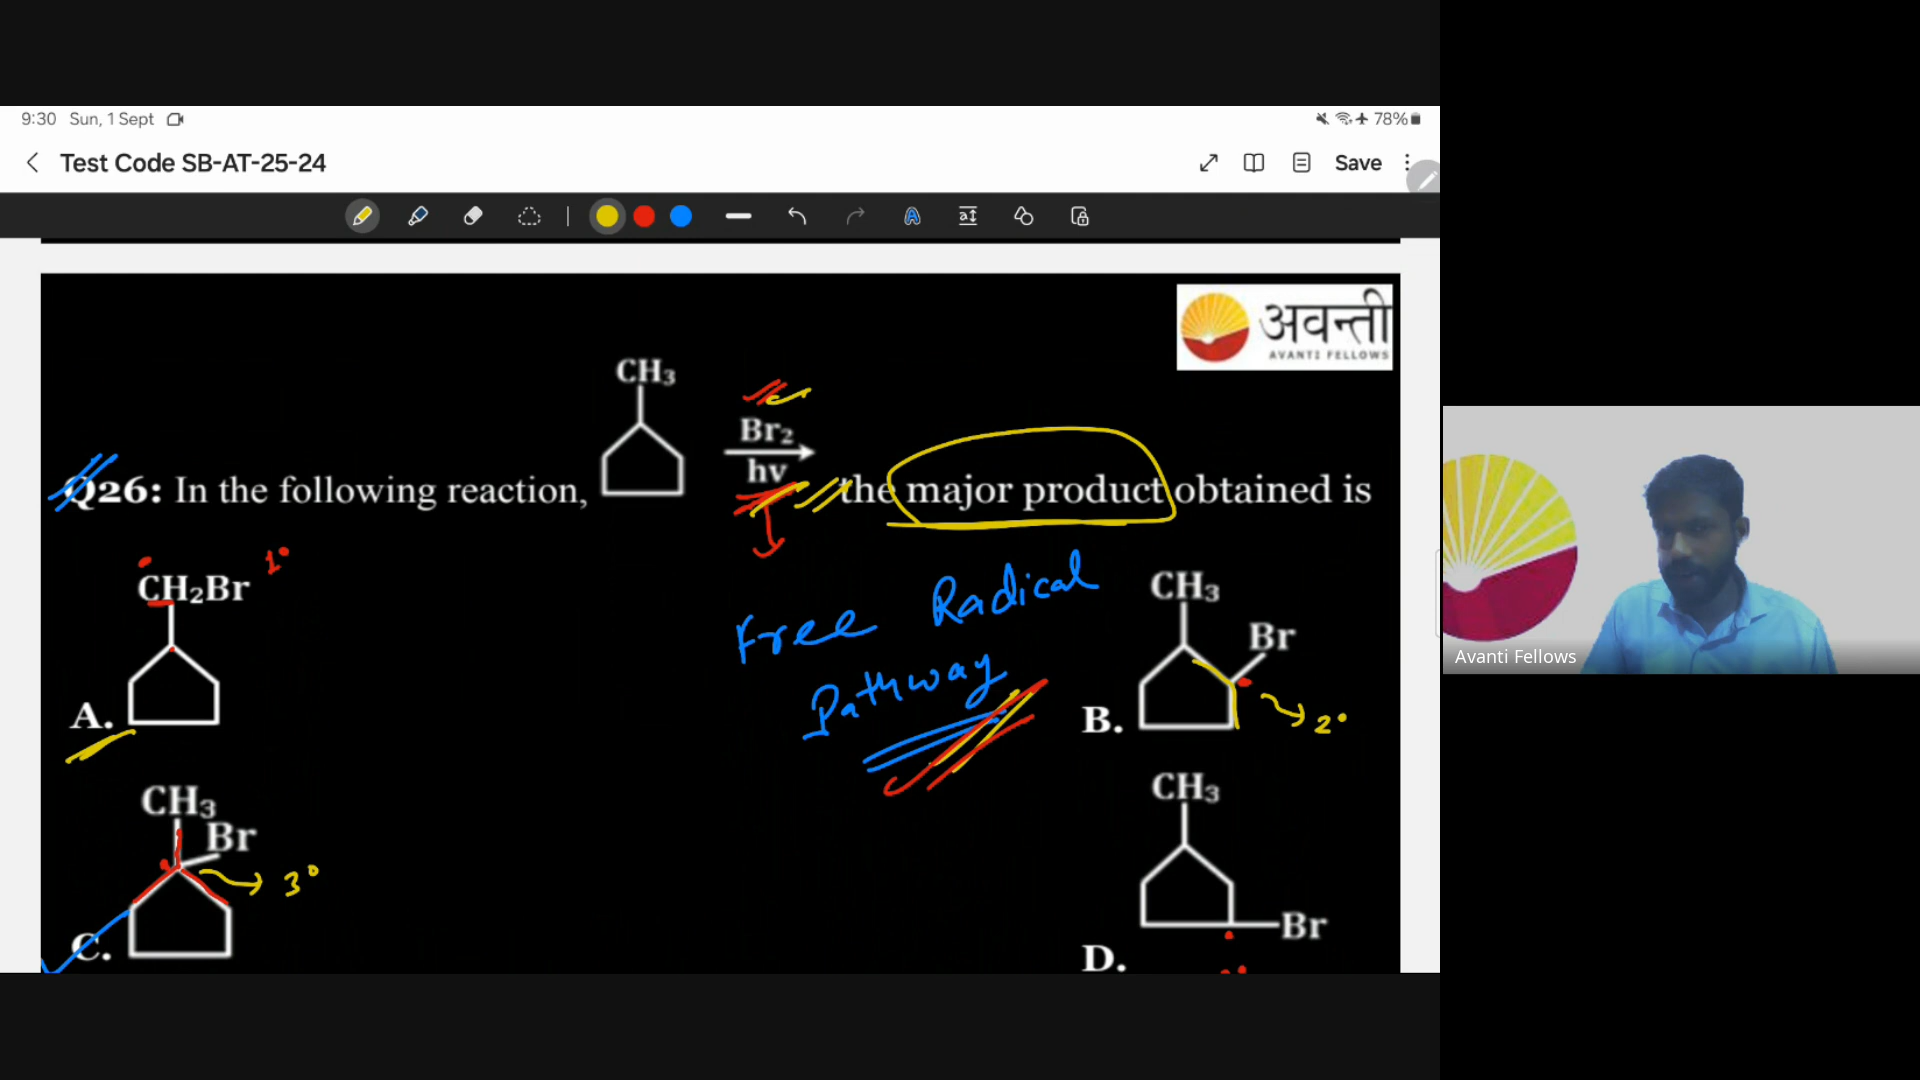 9:30 Sun, 1 Sept
78%
Test Code SB-AT-25-24
Save
अवन्ती
AVANTI FELLOWS
CH₃
Br₂
hv
Q26: In the following reaction, the major product obtained is
CH₂Br
1°
A.
Free Radical
Pathway
CH₃
Br
B.
2°
CH₃
Br
3°
C.
CH₃
Br
D.
Avanti Fellows